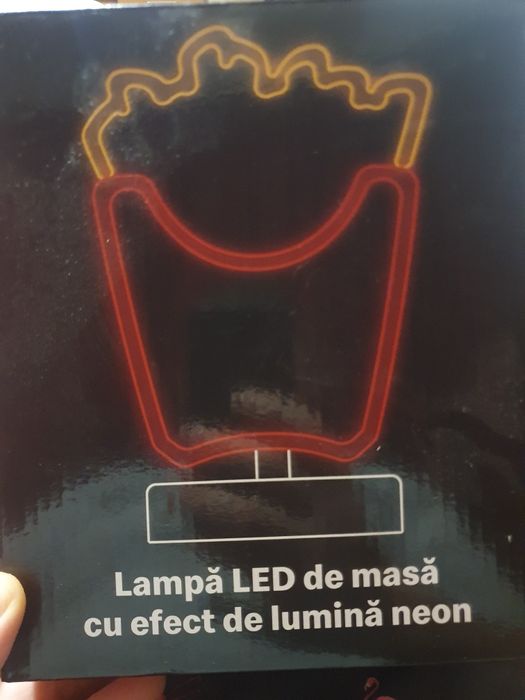 Lampă LED de masă
cu efect de lumină neon